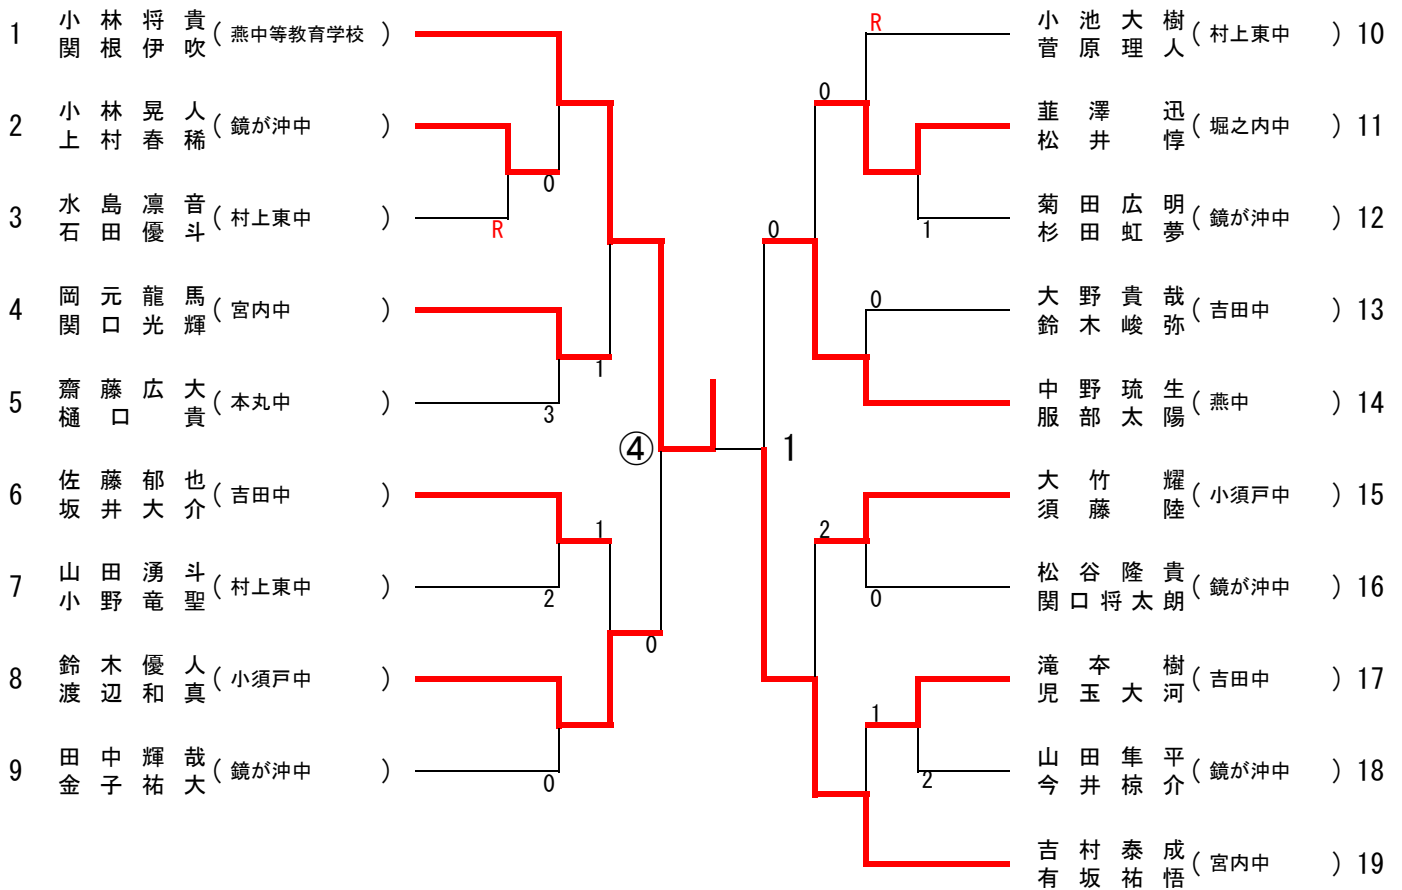 1 小林将貴 (燕中等教育学校)
関根伊吹
2 小林晃人 (鏡が沖中)
上村春稀
3 水島凛音 (村上東中)
石田優斗
4 岡元龍馬 (宮内中)
関口光輝
5 齋藤広大 (本丸中)
樋口貴
6 佐藤郁也 (吉田中)
坂井大介
7 山田湧斗 (村上東中)
小野竜聖
8 鈴木優人 (小須戸中)
渡辺和真
9 田中輝哉 (鏡が沖中)
金子祐大
0
R
1
3
1
2
0
0
④
1
R
0
1
0
0
2
0
1
2
小池大樹 (村上東中) 10
菅原理人
韮澤迅 (堀之内中) 11
松井惇
菊田広明 (鏡が沖中) 12
杉田虹夢
大野貴哉 (吉田中) 13
鈴木峻弥
中野琉生 (燕中) 14
服部太陽
大竹耀 (小須戸中) 15
須藤陸
松谷隆貴 (鏡が沖中) 16
関口将太朗
滝本樹 (吉田中) 17
児玉大河
山田隼平 (鏡が沖中) 18
今井椋介
吉村泰成 (宮内中) 19
有坂祐悟